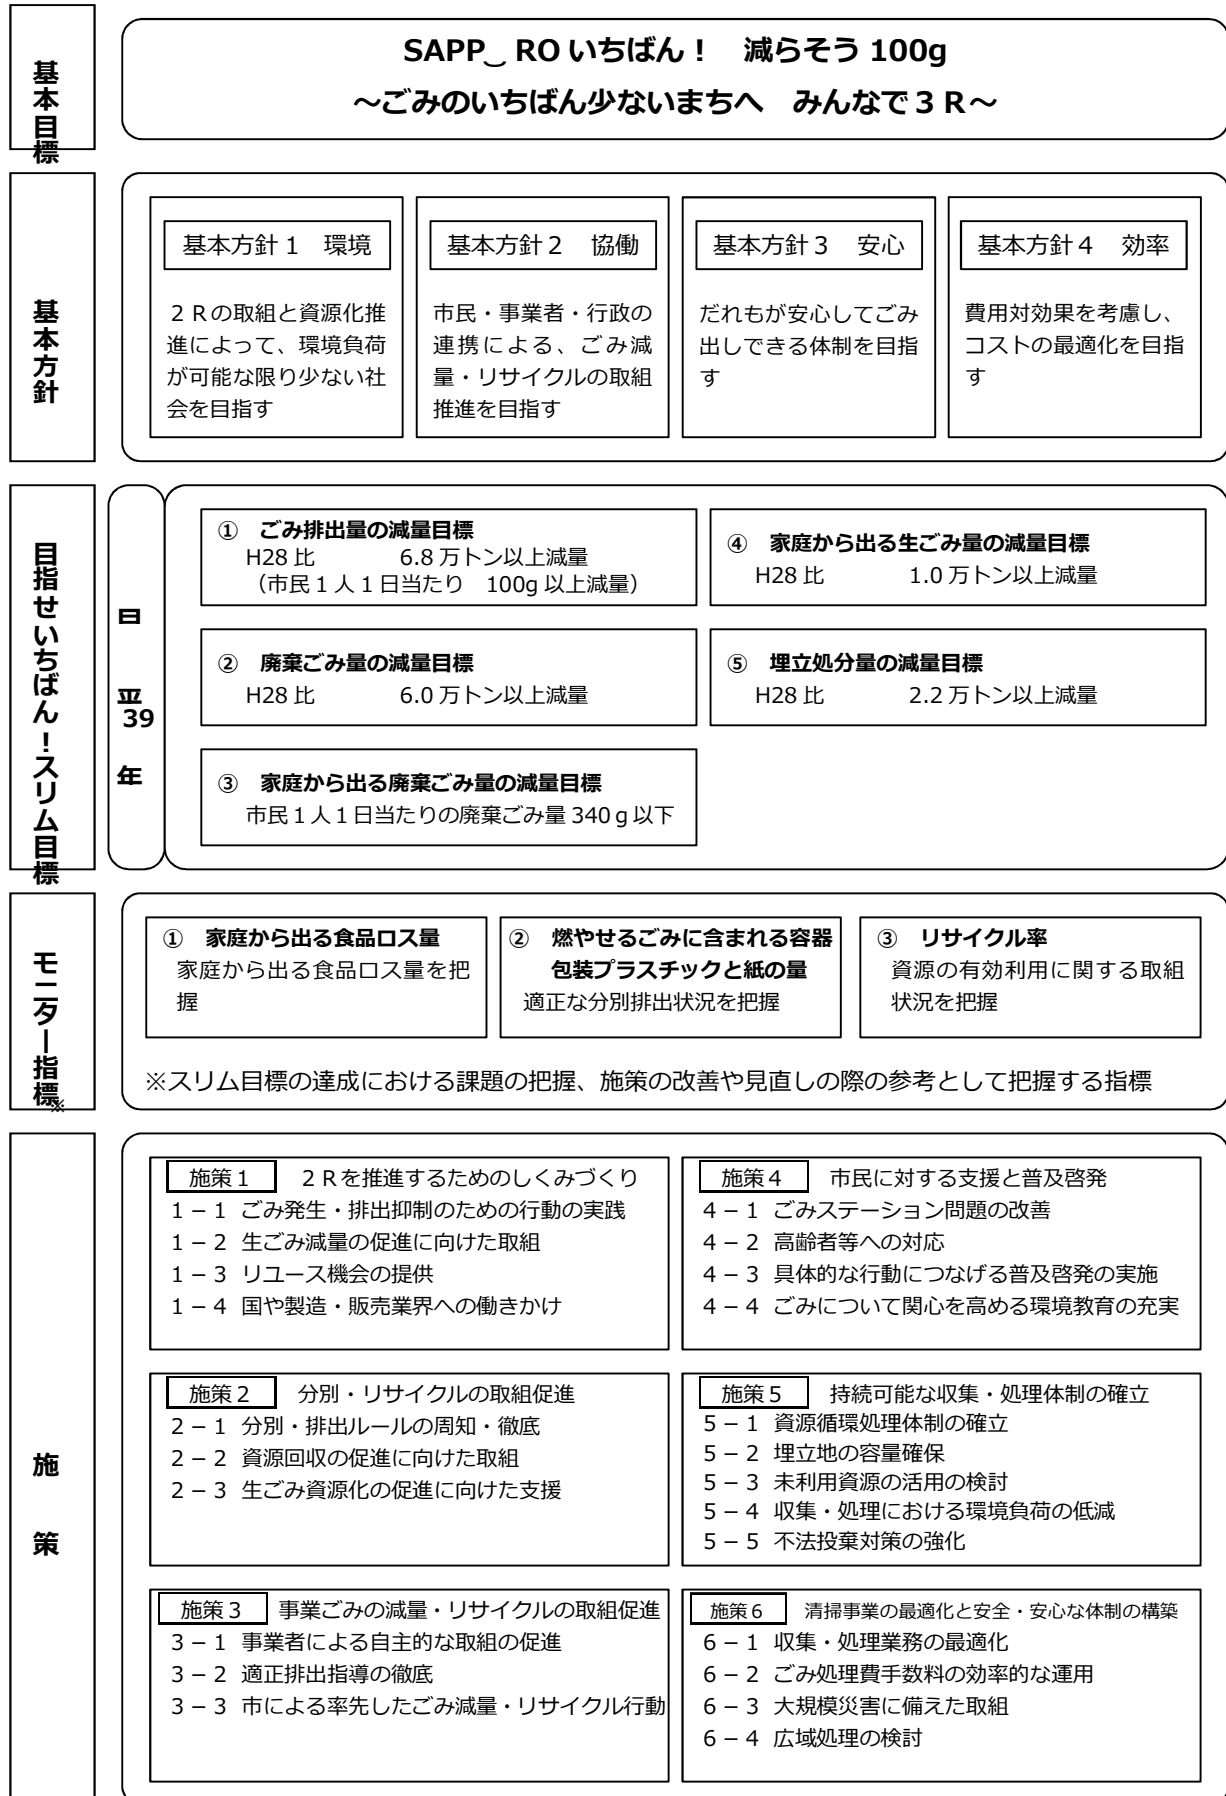 基本目標
SAPP‿ROいちばん！　減らそう100g
～ごみのいちばん少ないまちへ　みんなで３Ｒ～
基本方針
基本方針１　環境
２Ｒの取組と資源化推
進によって、環境負荷
が可能な限り少ない社
会を目指す
基本方針２　協働
市民・事業者・行政の
連携による、ごみ減
量・リサイクルの取組
推進を目指す
基本方針３　安心
だれもが安心してごみ
出しできる体制を目指
す
基本方針４　効率
費用対効果を考慮し、
コストの最適化を目指
す
目指せいちばん！スリム目標
39
年
①　ごみ排出量の減量目標
H28 比　6.8 万トン以上減量
（市民１人１日当たり　100g 以上減量）
②　廃棄ごみ量の減量目標
H28 比　6.0 万トン以上減量
③　家庭から出る廃棄ごみ量の減量目標
市民１人１日当たりの廃棄ごみ量 340ｇ以下
④　家庭から出る生ごみ量の減量目標
H28 比　1.0 万トン以上減量
⑤　埋立処分量の減量目標
H28 比　2.2 万トン以上減量
モニター指標※
①　家庭から出る食品ロス量
家庭から出る食品ロス量を把
握
②　燃やせるごみに含まれる容器
包装プラスチックと紙の量
適正な分別排出状況を把握
③　リサイクル率
資源の有効利用に関する取組
状況を把握
※スリム目標の達成における課題の把握、施策の改善や見直しの際の参考として把握する指標
施策
施策１　２Ｒを推進するためのしくみづくり
１－１ ごみ発生・排出抑制のための行動の実践
１－２ 生ごみ減量の促進に向けた取組
１－３ リユース機会の提供
１－４ 国や製造・販売業界への働きかけ
施策２　分別・リサイクルの取組促進
２－１ 分別・排出ルールの周知・徹底
２－２ 資源回収の促進に向けた取組
２－３ 生ごみ資源化の促進に向けた支援
施策３　事業ごみの減量・リサイクルの取組促進
３－１ 事業者による自主的な取組の促進
３－２ 適正排出指導の徹底
３－３ 市による率先したごみ減量・リサイクル行動
施策４　市民に対する支援と普及啓発
４－１ ごみステーション問題の改善
４－２ 高齢者等への対応
４－３ 具体的な行動につなげる普及啓発の実施
４－４ ごみについて関心を高める環境教育の充実
施策５　持続可能な収集・処理体制の確立
５－１ 資源循環処理体制の確立
５－２ 埋立地の容量確保
５－３ 未利用資源の活用の検討
５－４ 収集・処理における環境負荷の低減
５－５ 不法投棄対策の強化
施策６　清掃事業の最適化と安全・安心な体制の構築
６－１ 収集・処理業務の最適化
６－２ ごみ処理費手数料の効率的な運用
６－３ 大規模災害に備えた取組
６－４ 広域処理の検討